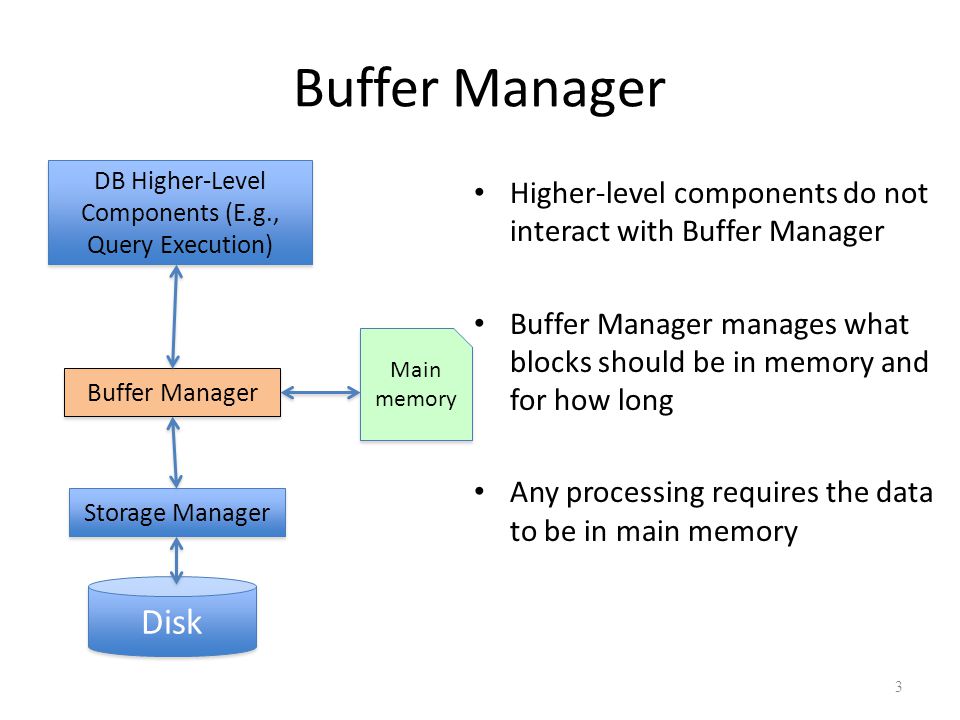 Buffer Manager
DB Higher-Level
Components (E.g.,
Query Execution)
Buffer Manager
Main
memory
Storage Manager
Disk
• Higher-level components do not
interact with Buffer Manager
• Buffer Manager manages what
blocks should be in memory and
for how long
• Any processing requires the data
to be in main memory
3